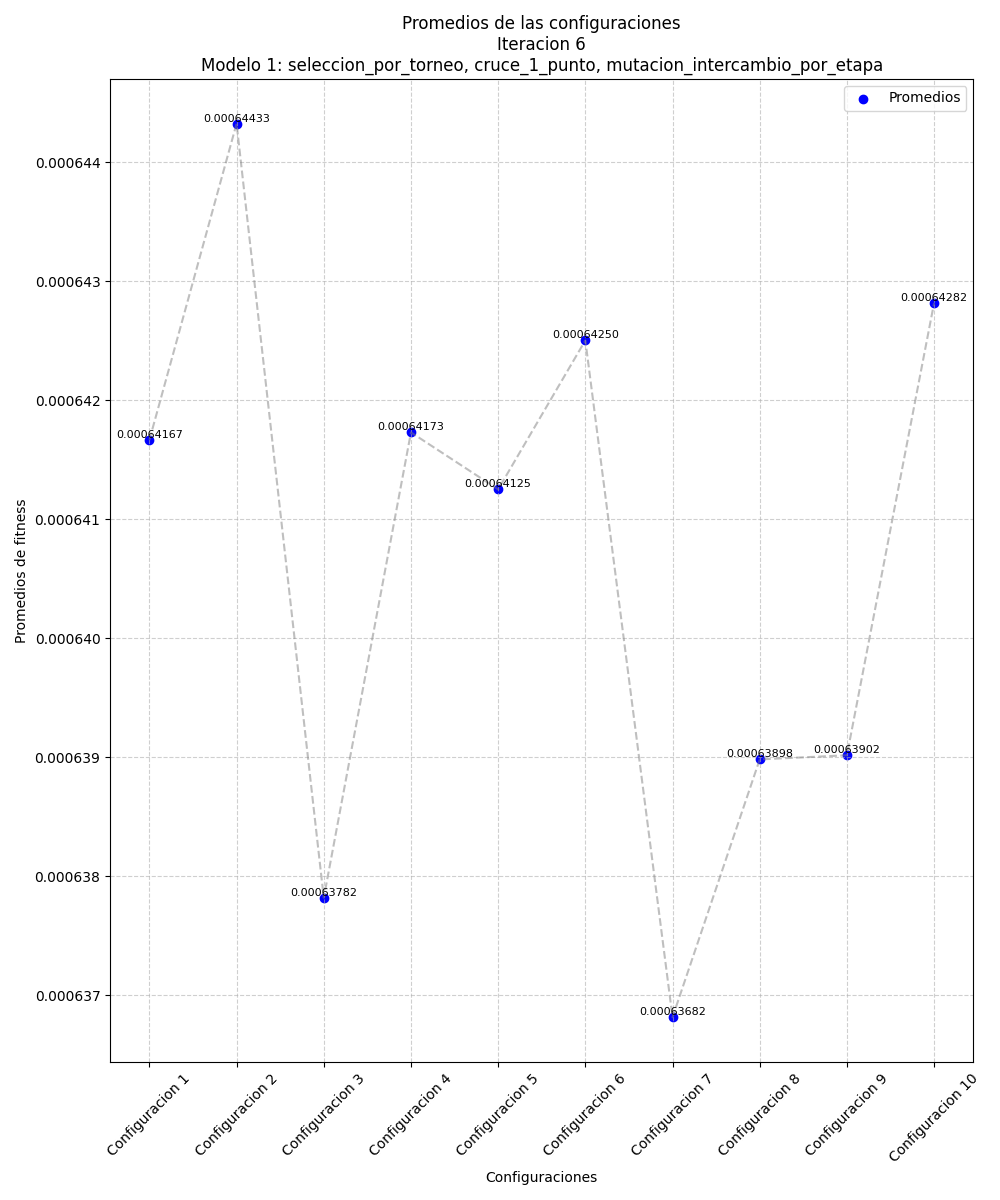 Promedios de las configuraciones
Iteracion 6
Modelo 1: seleccion_por_torneo, cruce_1_punto, mutacion_intercambio_por_etapa
Promedios
0.00064433
0.000644
0.000643
0.00064282
0.00064250
0.000642
0.00064167
0.00064173
0.00064125
0.000641
Promedios de fitness
0.000640
0.000639
0.00063898
0.00063902
0.000638
0.00063782
0.000637
0.00063682
Configuracion 1
Configuracion 2
Configuracion 3
Configuracion 4
Configuracion 5
Configuracion 6
Configuracion 7
Configuracion 8
Configuracion 9
Configuracion 10
Configuraciones